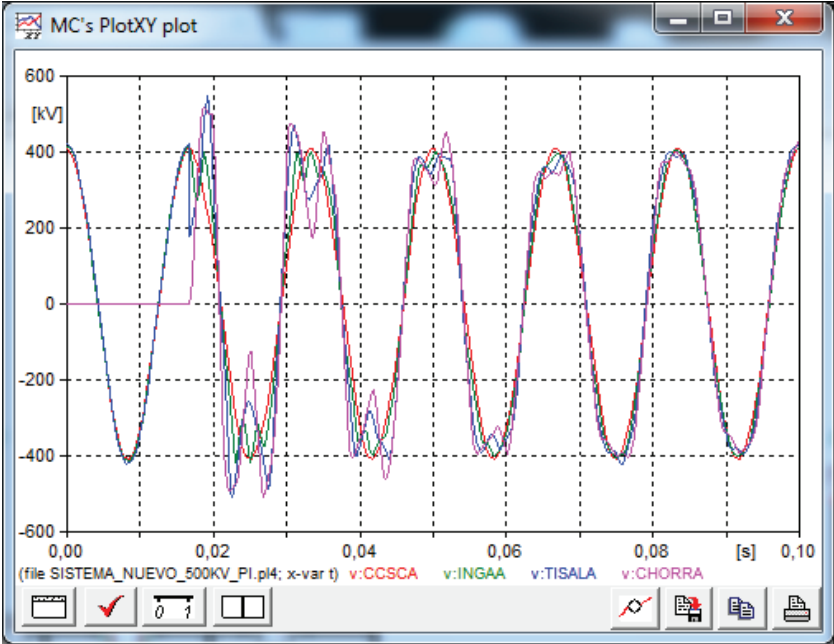 MC's PlotXY plot
600
[kV]
400
200
0
-200
-400
-600
0,00 0,02 0,04 0,06 0,08 [s] 0,10
(file SISTEMA_NUEVO_500KV_PI.pl4; x-var t) v:CCSCA v:INGAA v:TISALA v:CHORRA
0 1